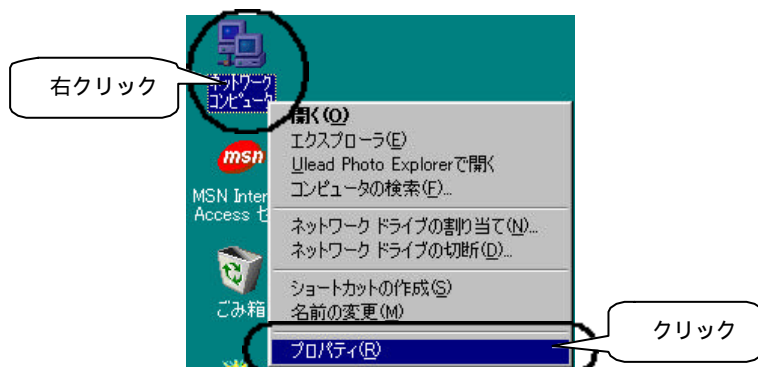 右クリック
ネットワーク
コンピュータ
開く(O)
エクスプローラ(E)
Ulead Photo Explorerで開く
コンピュータの検索(F)...
msn
MSN Inter
Access セ
ネットワーク ドライブの割り当て(N)...
ネットワーク ドライブの切断(D)...
ショートカットの作成(S)
ごみ箱
名前の変更(M)
クリック
プロパティ(R)